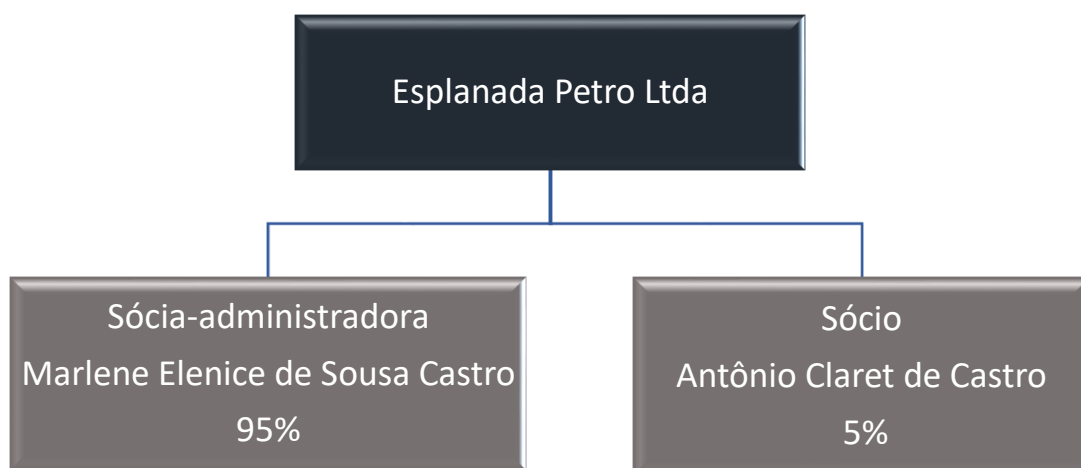 Esplanada Petro Ltda
Sócia-administradora
Marlene Elenice de Sousa Castro
95%
Sócio
Antônio Claret de Castro
5%